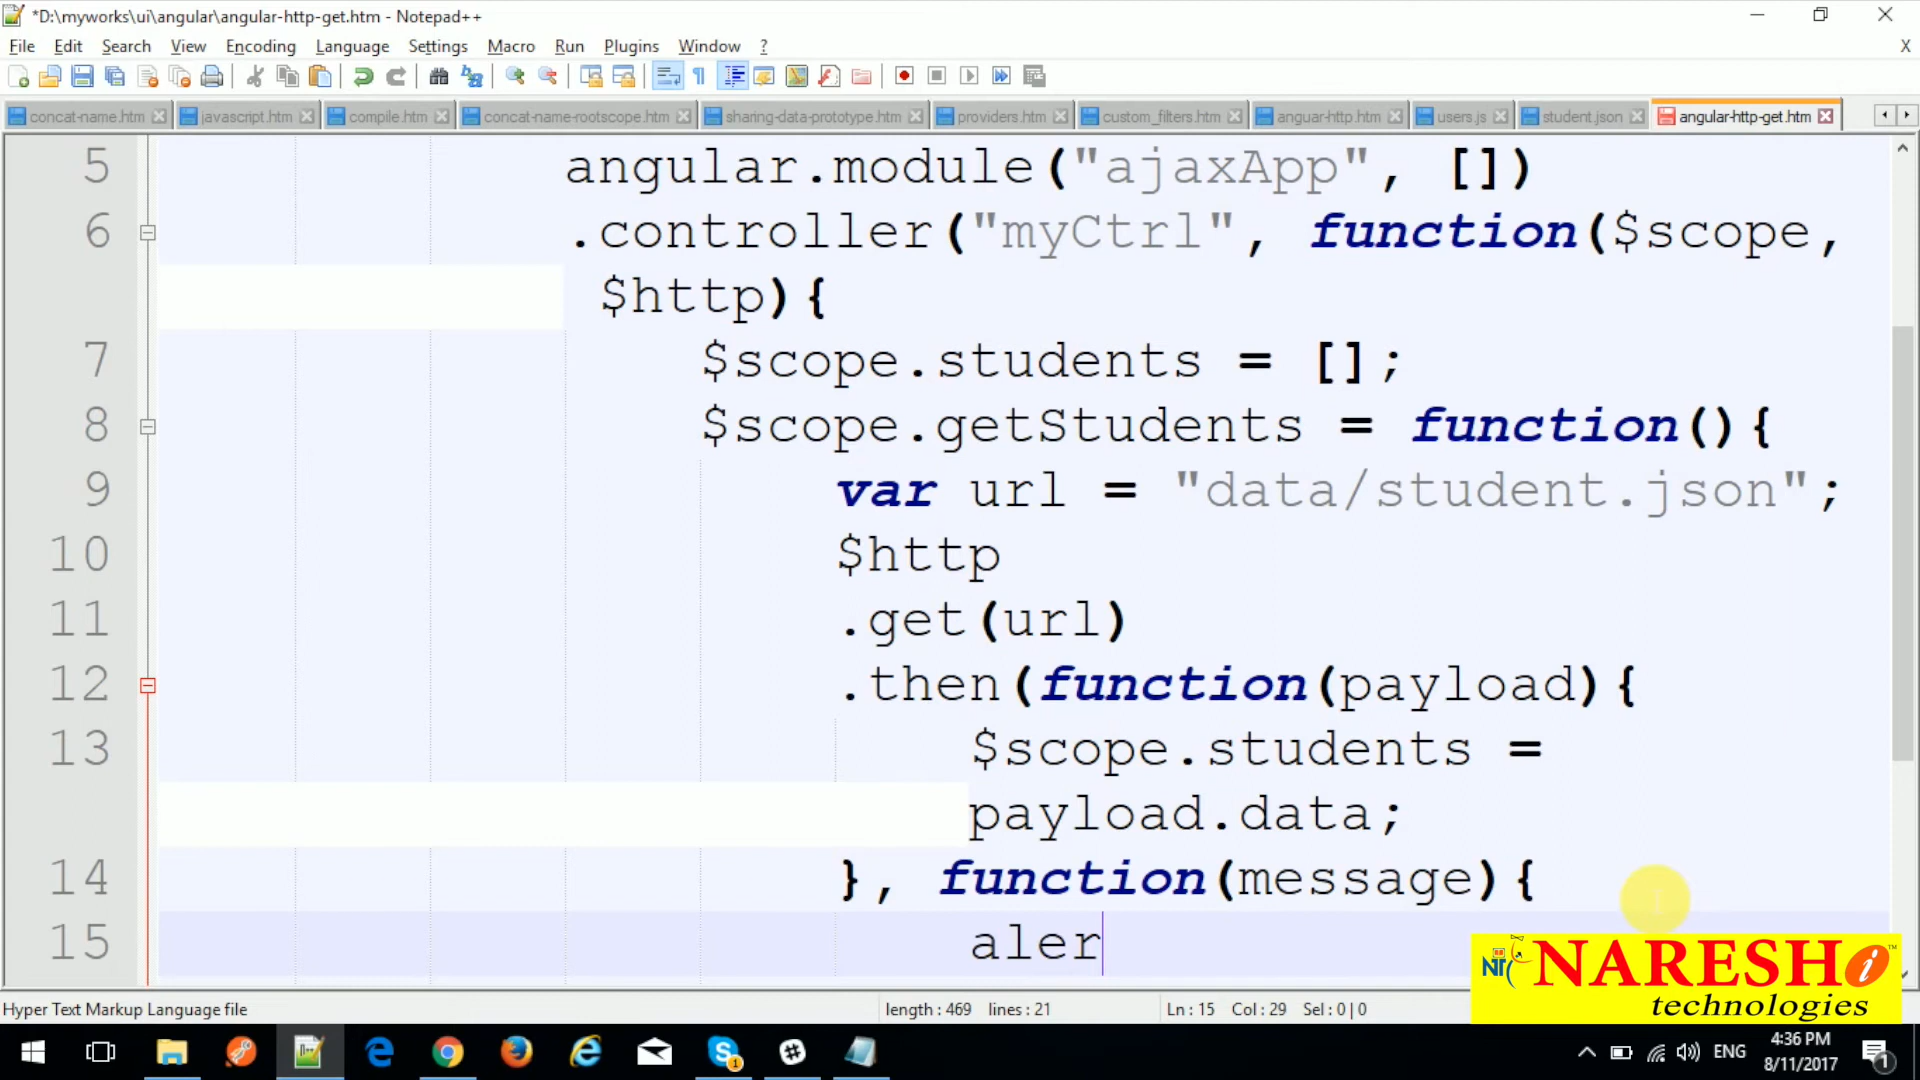 *D:\myworks\ui\angular\angular-http-get.htm - Notepad++
File Edit Search View Encoding Language Settings Macro Run Plugins Window ?
X
concat-name.htm javascript.htm compile.htm concat-name-rootscope.htm sharing-data-prototype.htm providers.htm custom_filters.htm anguar-http.htm users.js student.json angular-http-get.htm
5 angular.module("ajaxApp", [])
6 .controller("myCtrl", function($scope,
$http){
7 $scope.students = [];
8 $scope.getStudents = function(){
9 var url = "data/student.json";
10 $http
11 .get(url)
12 .then(function(payload){
13 $scope.students =
payload.data;
14 }, function(message){
15 aler
NARESH i ™
technologies
Hyper Text Markup Language file length : 469 lines : 21 Ln : 15 Col : 29 Sel : 0 | 0
ENG 4:36 PM
8/11/2017
1
1